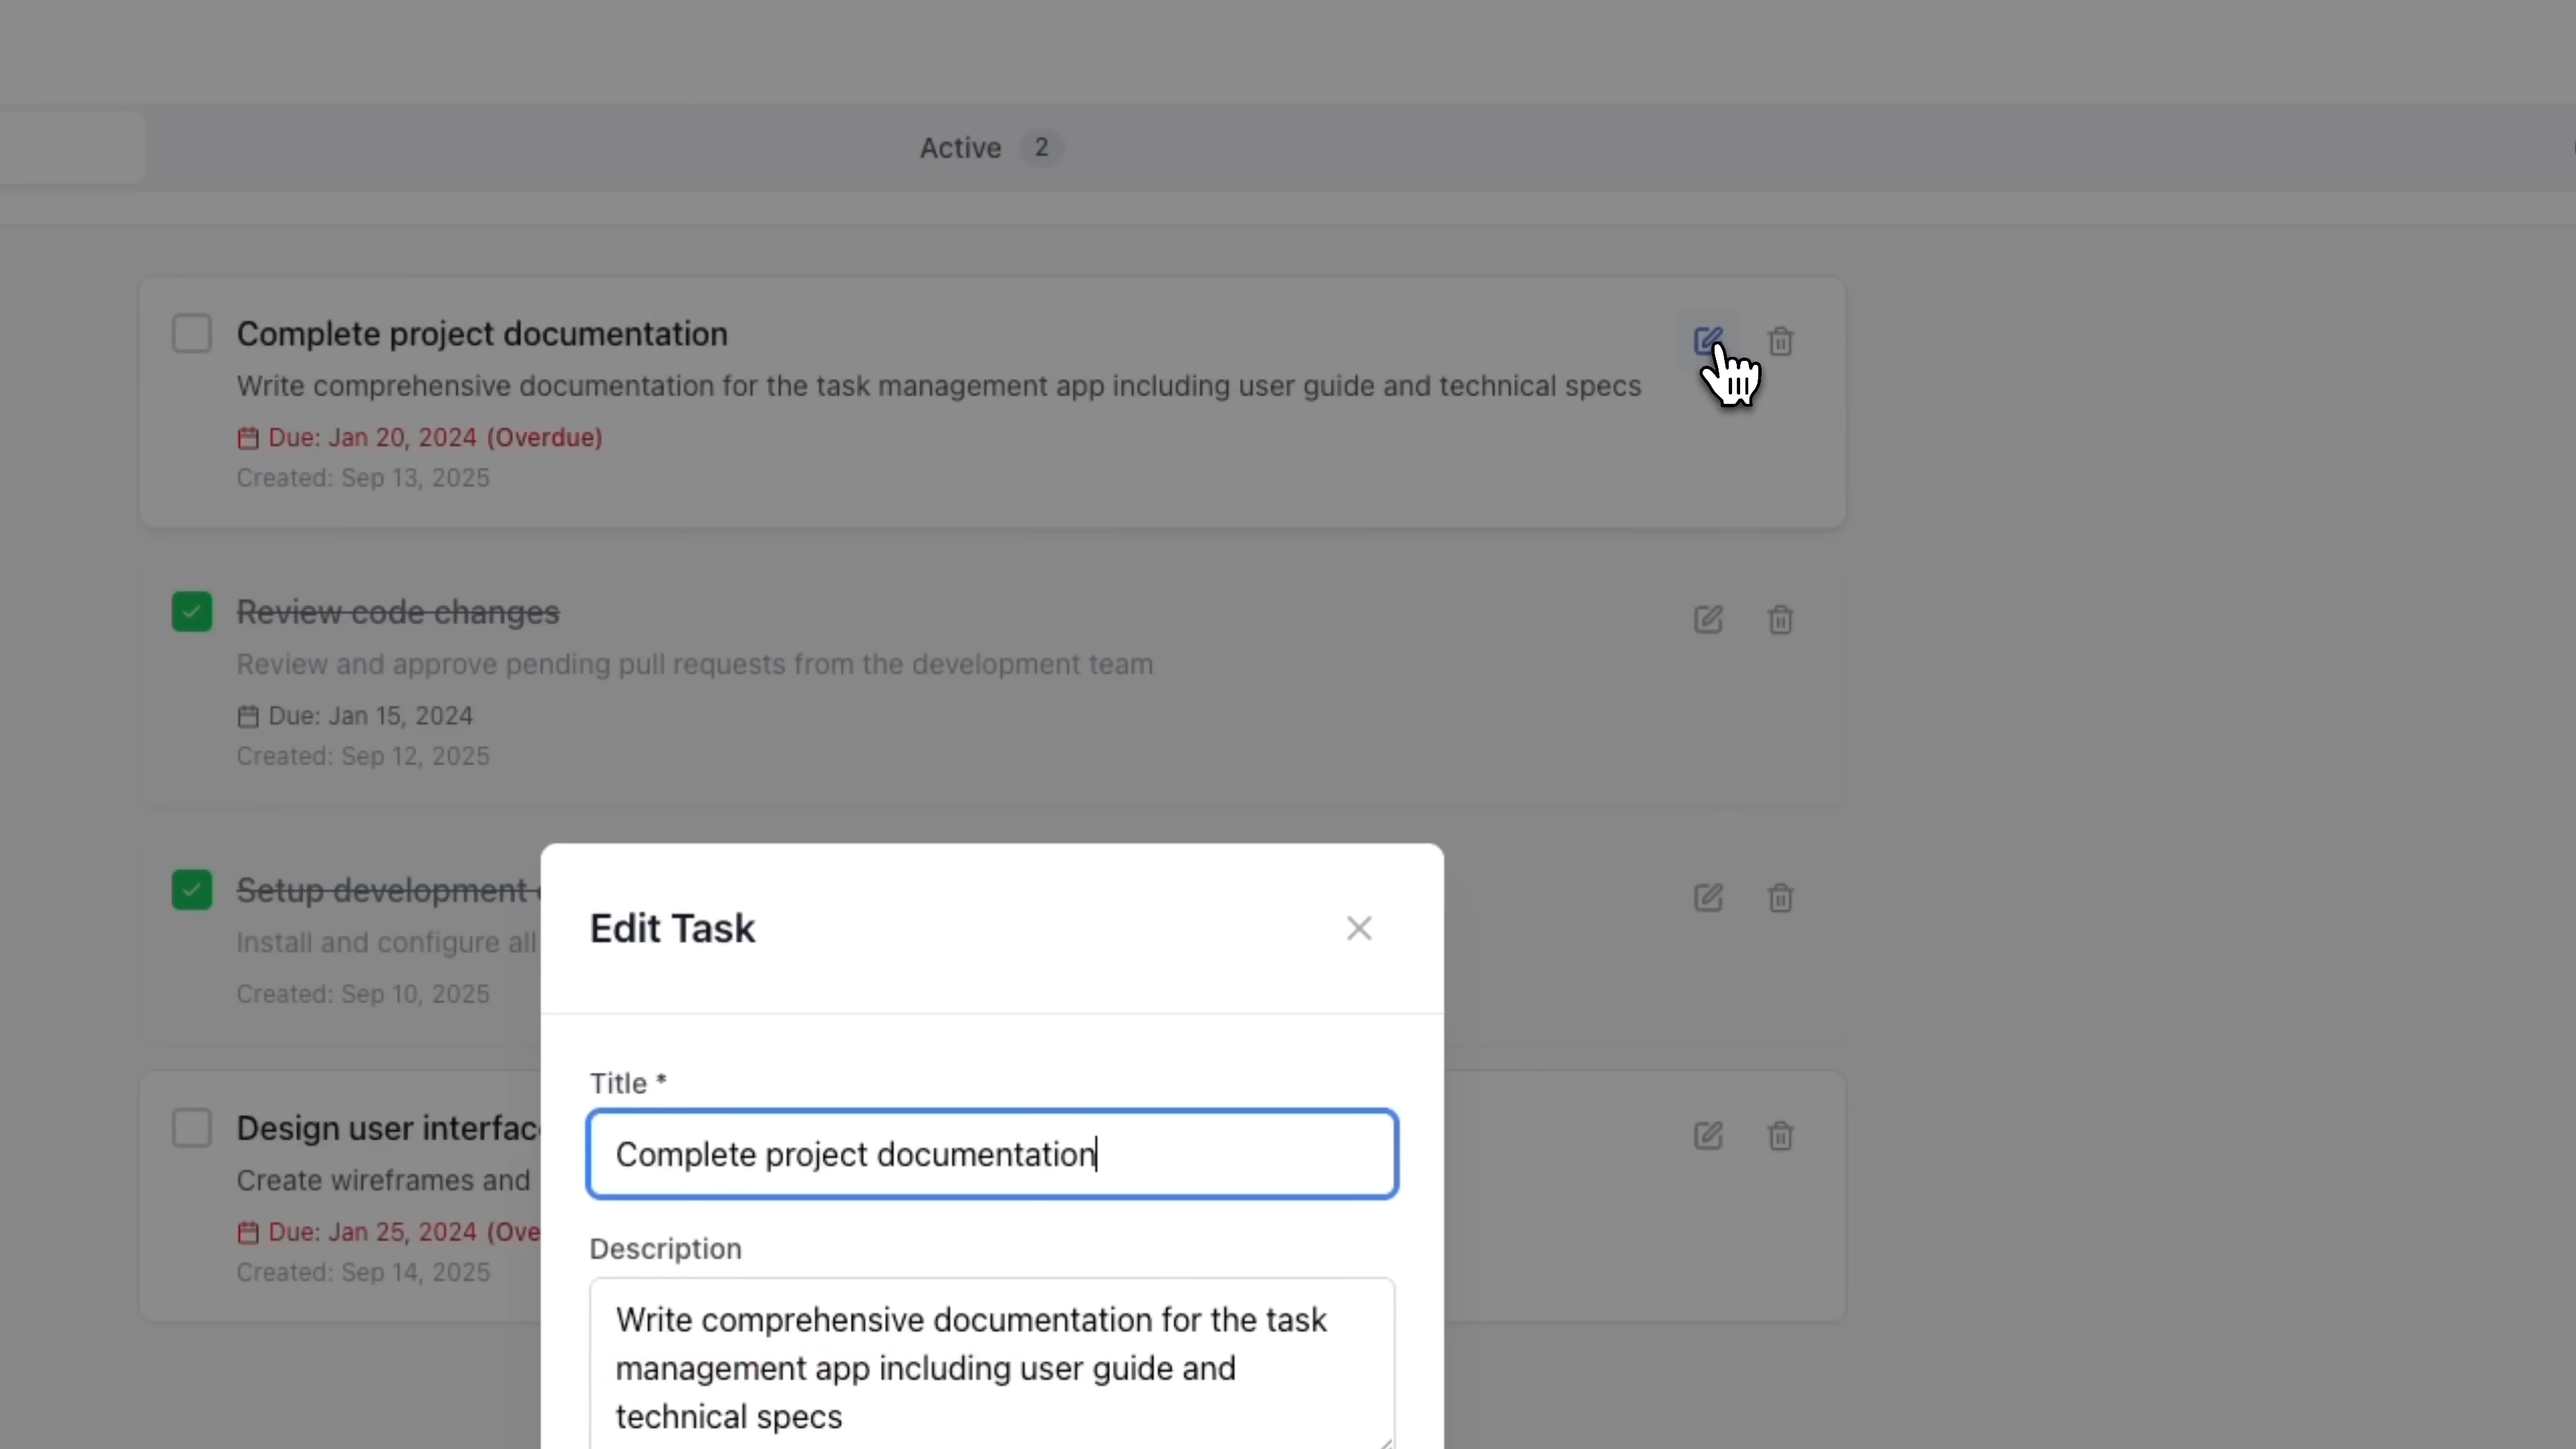 Active 2
Complete project documentation
Write comprehensive documentation for the task management app including user guide and technical specs
Due: Jan 20, 2024 (Overdue)
Created: Sep 13, 2025
Review code changes
Review and approve pending pull requests from the development team
Due: Jan 15, 2024
Created: Sep 12, 2025
Setup development
Install and configure all
Created: Sep 10, 2025
Design user interfac
Create wireframes and
Due: Jan 25, 2024 (Ove
Created: Sep 14, 2025
Edit Task
Title *
Complete project documentation
Description
Write comprehensive documentation for the task
management app including user guide and
technical specs